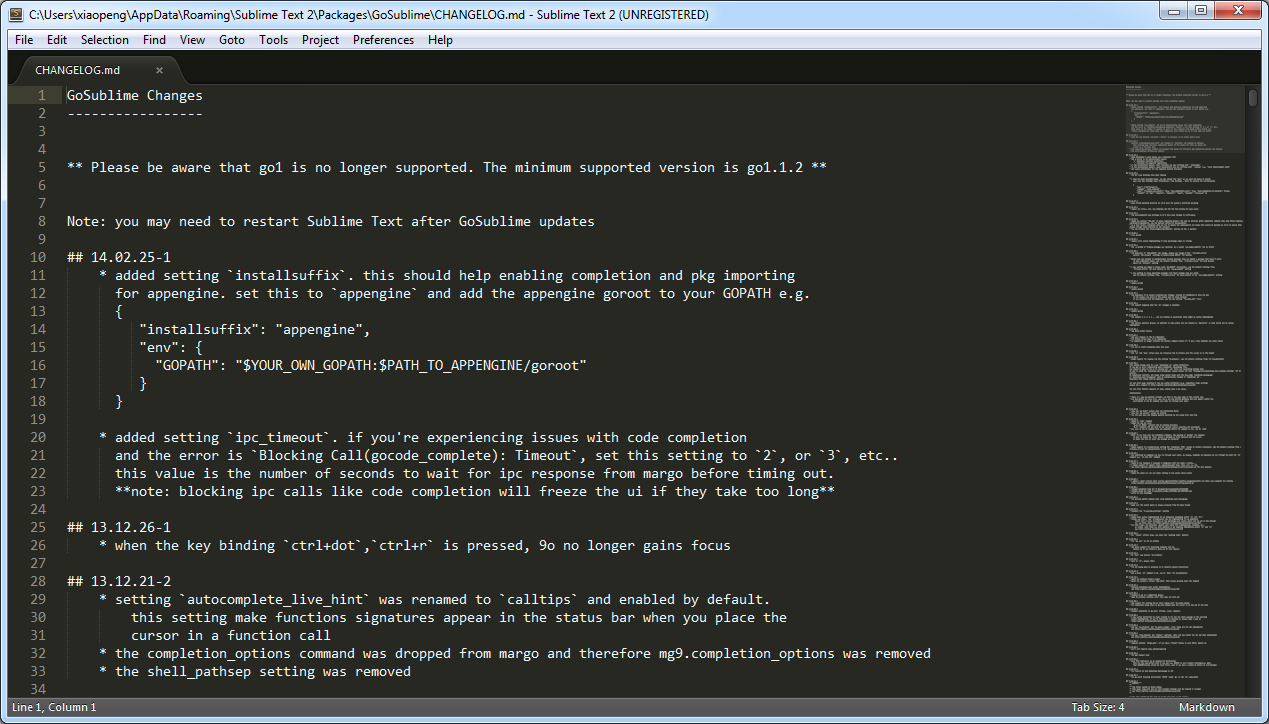 C:\Users\xiaopeng\AppData\Roaming\Sublime Text 2\Packages\GoSublime\CHANGELOG.md - Sublime Text 2 (UNREGISTERED)
File Edit Selection Find View Goto Tools Project Preferences Help
CHANGELOG.md ×
1 GoSublime Changes
2 -----------------
3
4
5 ** Please be aware that go1 is no longer supported. The minimum supported version is go1.1.2 **
6
7
8 Note: you may need to restart Sublime Text after GoSublime updates
9
10 ## 14.02.25-1
11     * added setting `installsuffix`. this should help enabling completion and pkg importing
12       for appengine. set this to `appengine` and add the appengine goroot to your GOPATH e.g.
13       {
14          "installsuffix": "appengine",
15          "env": {
16            "GOPATH": "$YOUR_OWN_GOPATH:$PATH_TO_APPENGINE/goroot"
17          }
18       }
19
20     * added setting `ipc_timeout`. if you're experiencing issues with code completion
21       and the error is `Blocking Call(gocode_complete): Timeout`, set this setting to `2`, or `3`, etc..
22       this value is the number of seconds to wait for ipc response from margo before timing out.
23       **note: blocking ipc calls like code completion will freeze the ui if they take too long**
24
25 ## 13.12.26-1
26     * when the key binding `ctrl+dot`,`ctrl+r` is pressed, 9o no longer gains focus
27
28 ## 13.12.21-2
29     * setting `autocomplete_live_hint` was renamed to `calltips` and enabled by default.
30         this setting make functions signatures appear in the status bar when you place the
31         cursor in a function call
32     * the completion_options command was dropped from margo and therefore mg9.completion_options was removed
33     * the shell_pathsep setting was removed
34
Line 1, Column 1 Tab Size: 4 Markdown